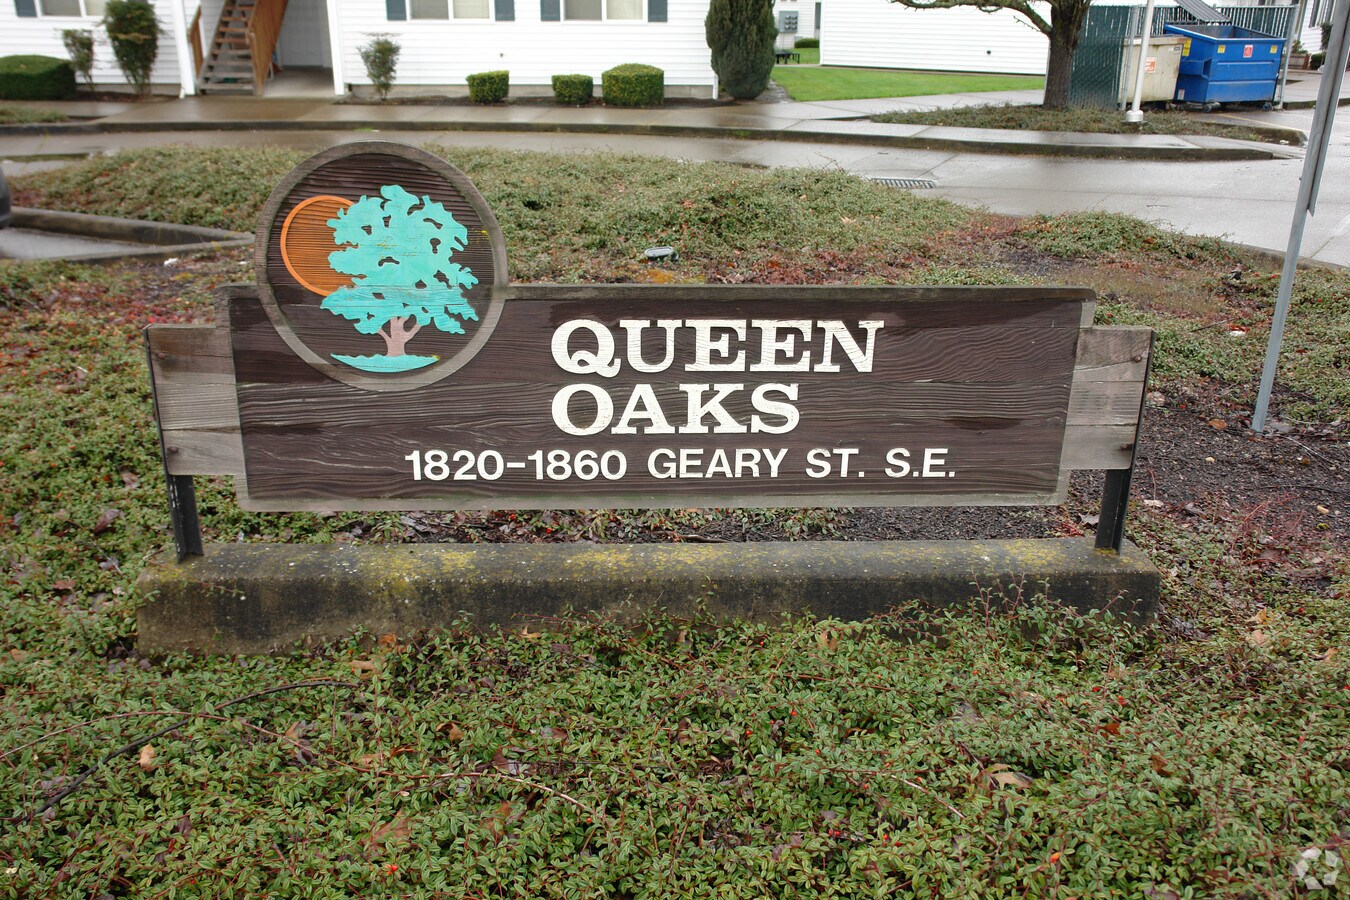 QUEEN
OAKS
1820-1860 GEARY ST. S.E.